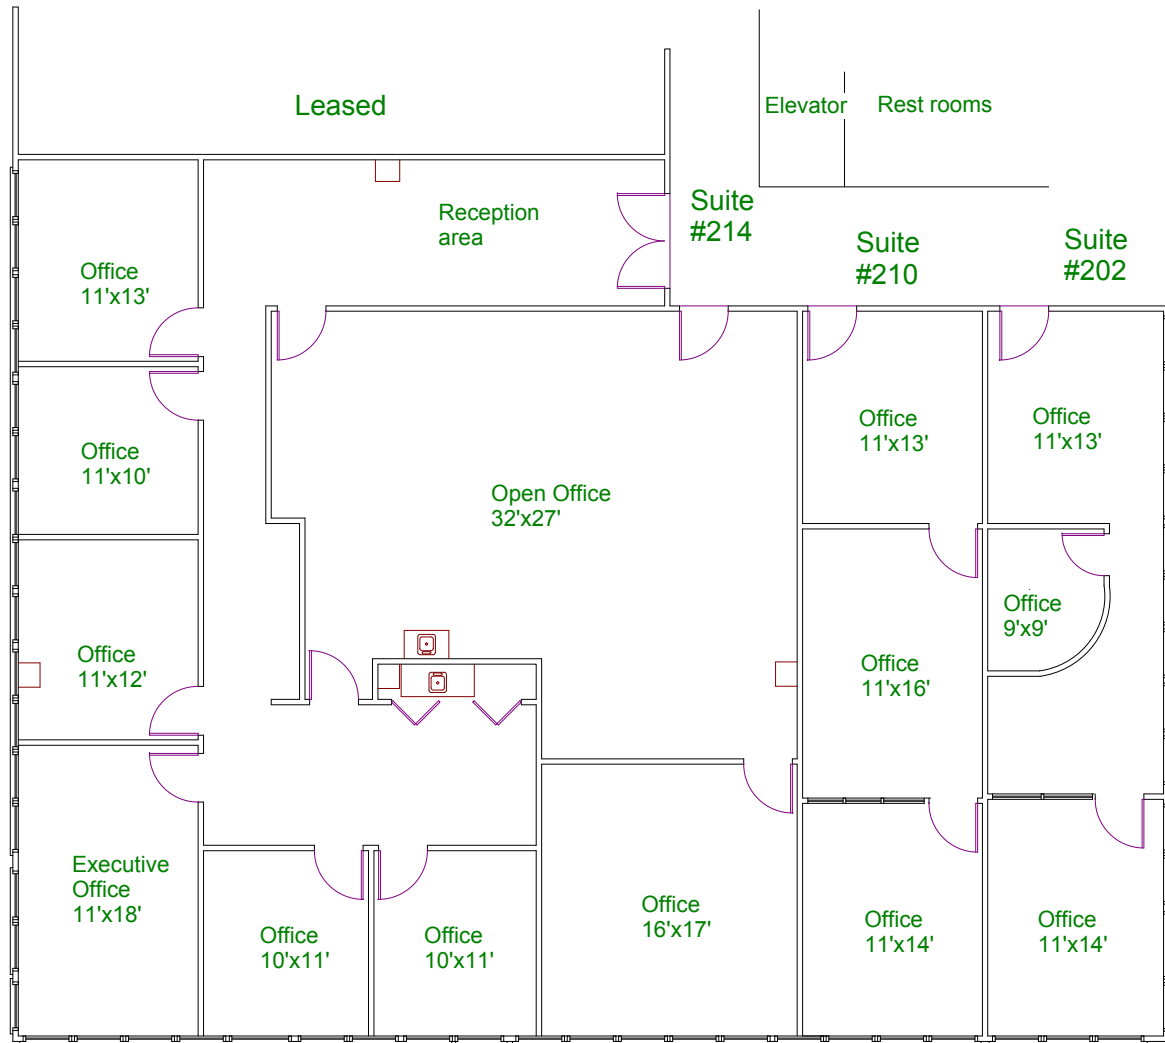 Leased
Elevator
Rest rooms
Suite
#214
Reception
area
Suite
#210
Suite
#202
Office
11'x13'
Office
11'x13'
Office
11'x13'
Office
11'x10'
Open Office
32'x27'
Office
9'x9'
Office
11'x12'
Office
11'x16'
Executive
Office
11'x18'
Office
10'x11'
Office
10'x11'
Office
16'x17'
Office
11'x14'
Office
11'x14'